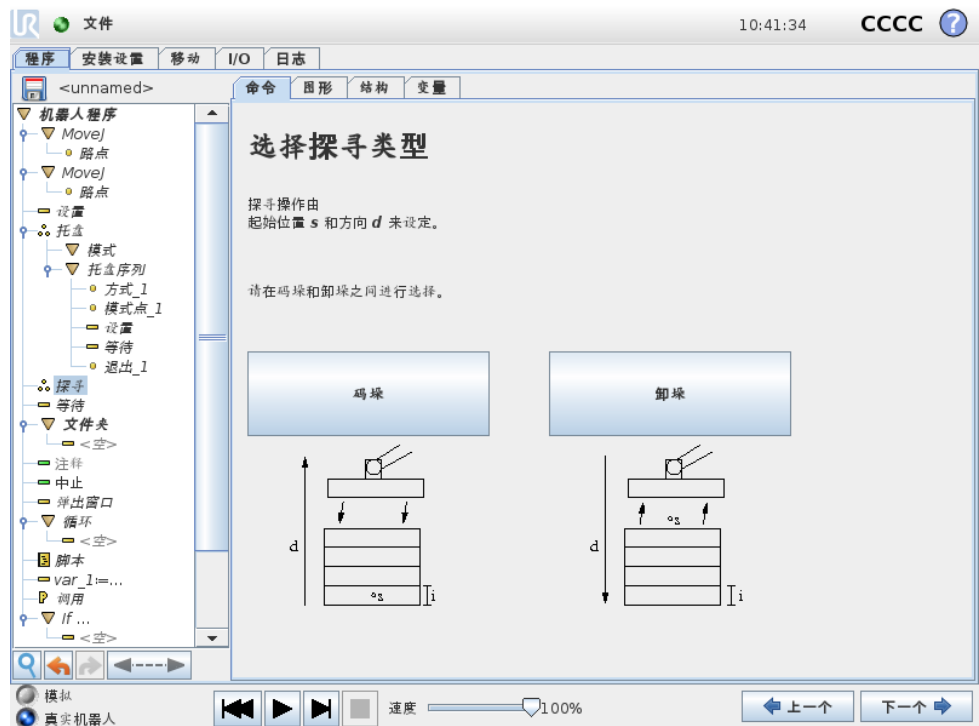 UR 文件 10:41:34 CCCC ?
程序 安装设置 移动 I/O 日志
<unnamed>
命令 图形 结构 变量
机器人程序
MoveJ
路点
MoveJ
路点
设置
托盘
模式
托盘序列
方式_1
模式点_1
设置
等待
退出_1
探寻
等待
文件夹
<空>
注释
中止
弹出窗口
循环
<空>
脚本
var_1:=...
P 调用
If ...
<空>
选择探寻类型
探寻操作由
起始位置 s 和方向 d 来设定。
请在码垛和卸垛之间进行选择。
码垛 卸垛
d s i
d s i
模拟
真实机器人
速度 100%
上一个 下一个